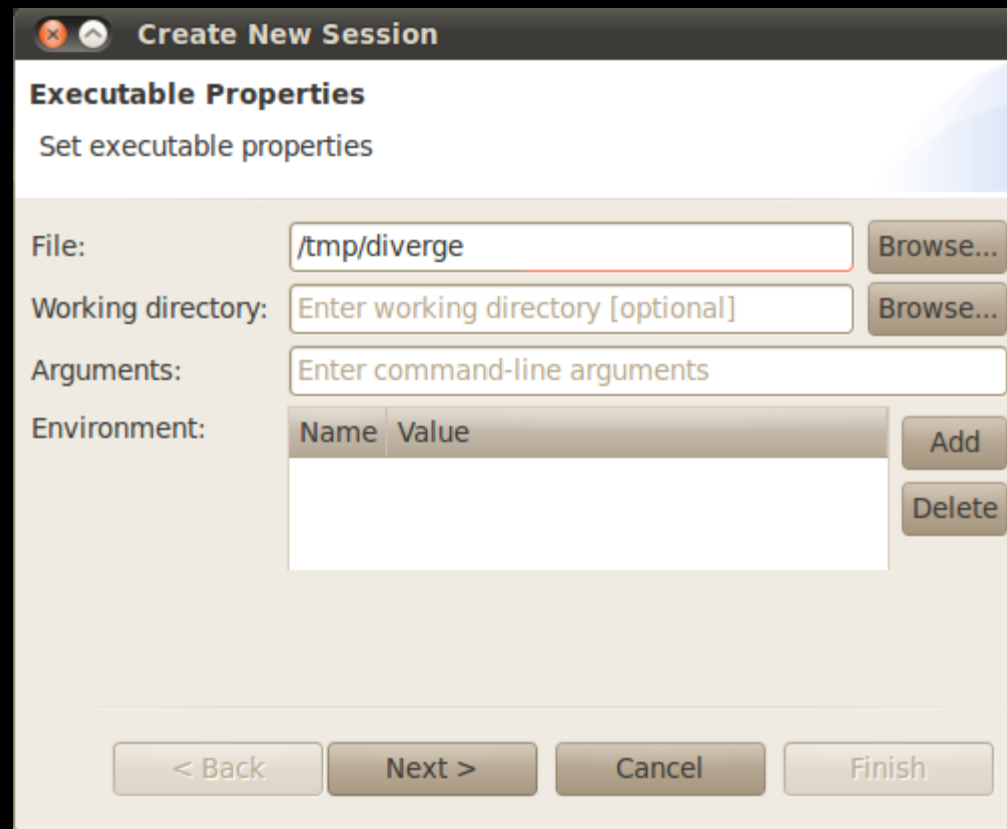 Create New Session
Executable Properties
Set executable properties
File: /tmp/diverge Browse...
Working directory: Enter working directory [optional] Browse...
Arguments: Enter command-line arguments
Environment: Name Value Add
Delete
< Back Next > Cancel Finish